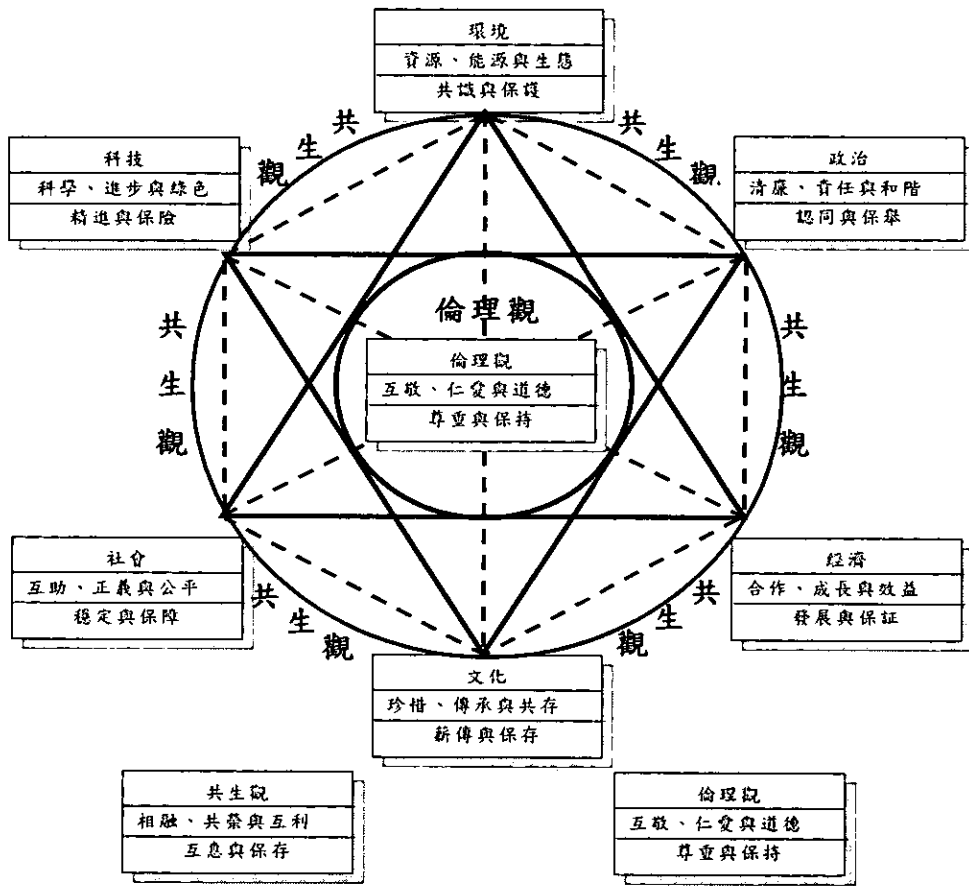 環境
資源、能源與生態
共識與保護
共生觀
共生觀
科技
科學、進步與綠色
精進與保險
政治
清廉、責任與和階
認同與保舉
倫理觀
倫理觀
互敬、仁愛與道德
尊重與保持
共生觀
共生觀
社會
互助、正義與公平
穩定與保障
經濟
合作、成長與效益
發展與保証
共生觀
共生觀
文化
珍惜、傳承與共存
薪傳與保存
共生觀
相融、共榮與互利
互惠與保存
倫理觀
互敬、仁愛與道德
尊重與保持